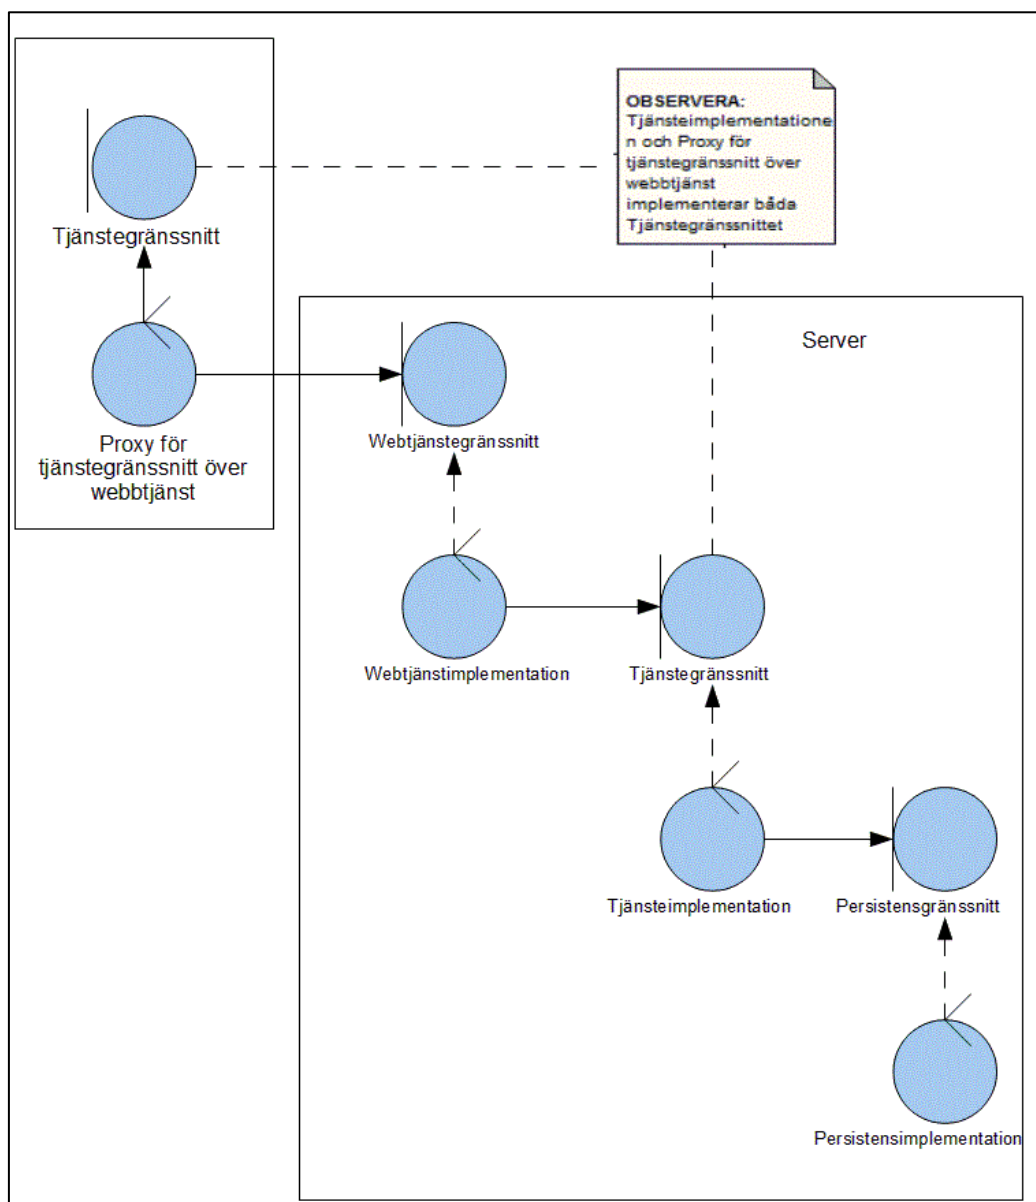 OBSERVERA:
Tjänsteimplementatione
n och Proxy för
tjänstegränssnitt över
webbtjänst
implementerar båda
Tjänstegränssnittet
Tjänstegränssnitt
Server
Proxy för
tjänstegränssnitt över
webbtjänst
Webtjänstegränssnitt
Webtjänstimplementation
Tjänstegränssnitt
Tjänsteimplementation
Persistensgränssnitt
Persistensimplementation